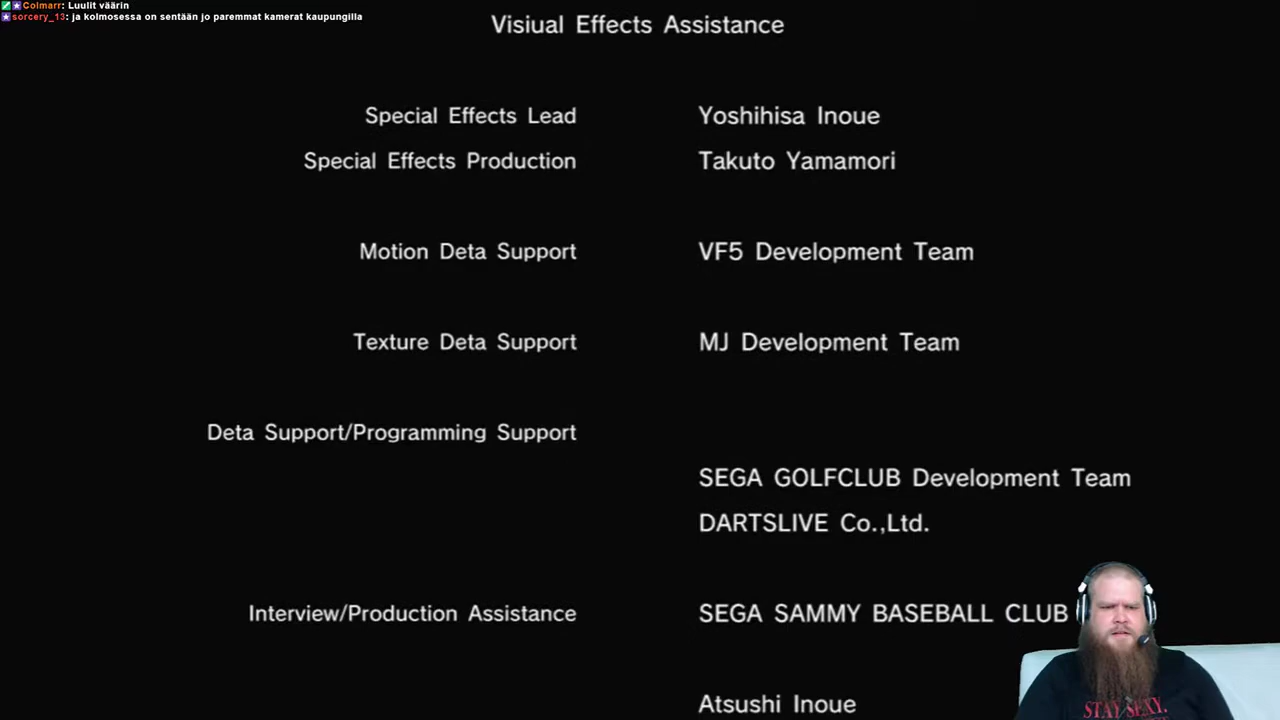 Colmarr: Luulit väärin
sorcery_13: ja kolmosessa on sentään jo paremmat kamerat kaupungilla
Visiual Effects Assistance
Special Effects Lead Yoshihisa Inoue
Special Effects Production Takuto Yamamori
Motion Deta Support VF5 Development Team
Texture Deta Support MJ Development Team
Deta Support/Programming Support
SEGA GOLFCLUB Development Team
DARTSLIVE Co.,Ltd.
Interview/Production Assistance SEGA SAMMY BASEBALL CLUB
Atsushi Inoue
STAY SEXY.